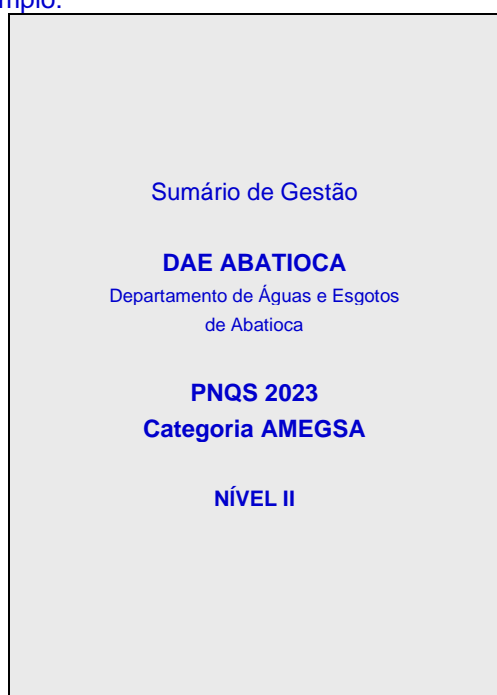 Sumário de Gestão
DAE ABATIOCA
Departamento de Águas e Esgotos
de Abatioca
PNQS 2023
Categoria AMEGSA
NÍVEL II